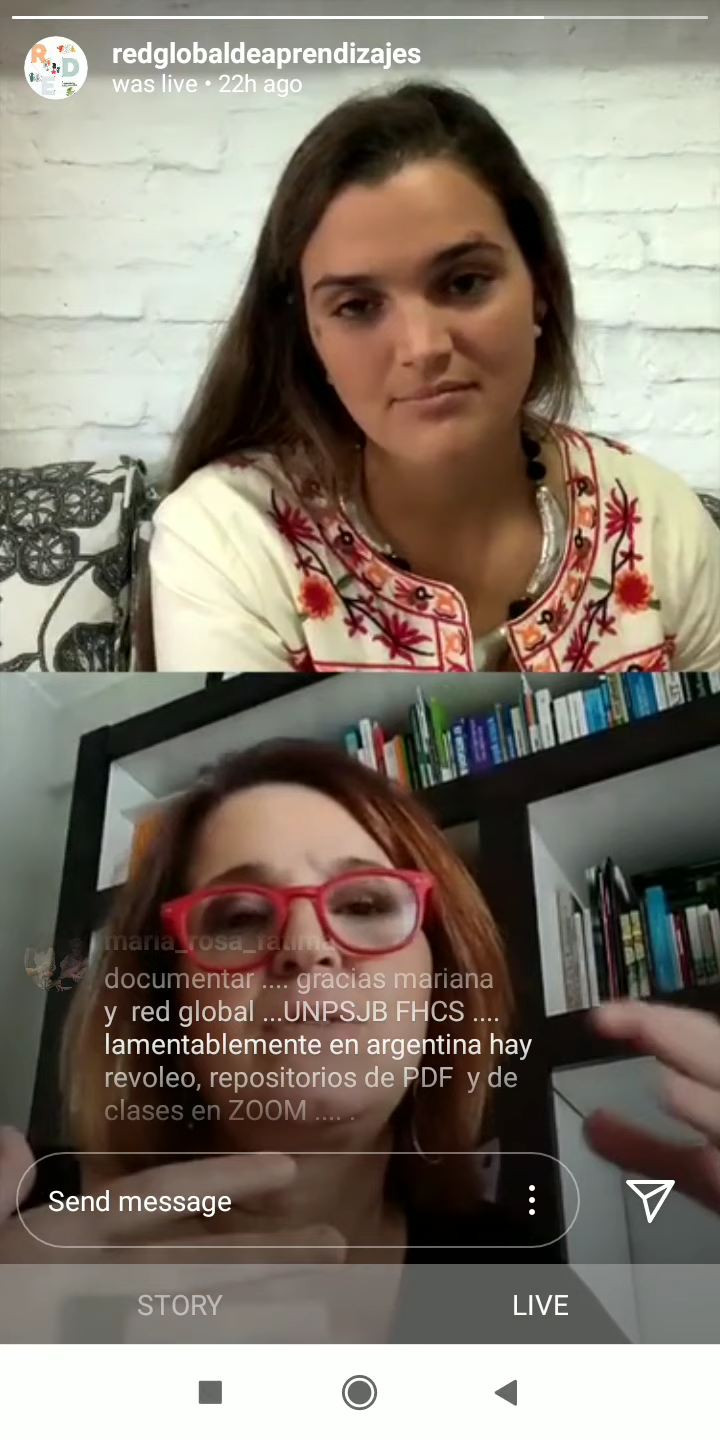 redglobaldeaprendizajes
was live • 22h ago
maria_rosa_fatima
documentar .... gracias mariana
y red global ...UNPSJB FHCS ....
lamentablemente en argentina hay
revoleo, repositorios de PDF y de
clases en ZOOM .... .
Send message
STORY
LIVE